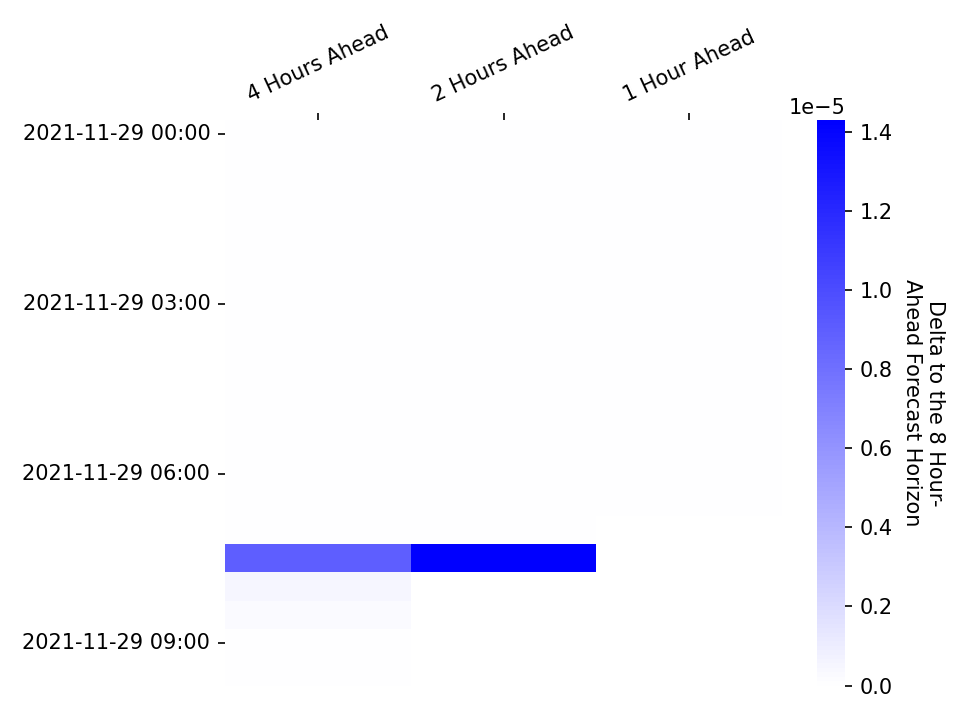 4 Hours Ahead
2 Hours Ahead
1 Hour Ahead
2021-11-29 00:00
2021-11-29 03:00
2021-11-29 06:00
2021-11-29 09:00
1e−5
1.4
1.2
1.0
0.8
0.6
0.4
0.2
0.0
Delta to the 8 Hour-
Ahead Forecast Horizon